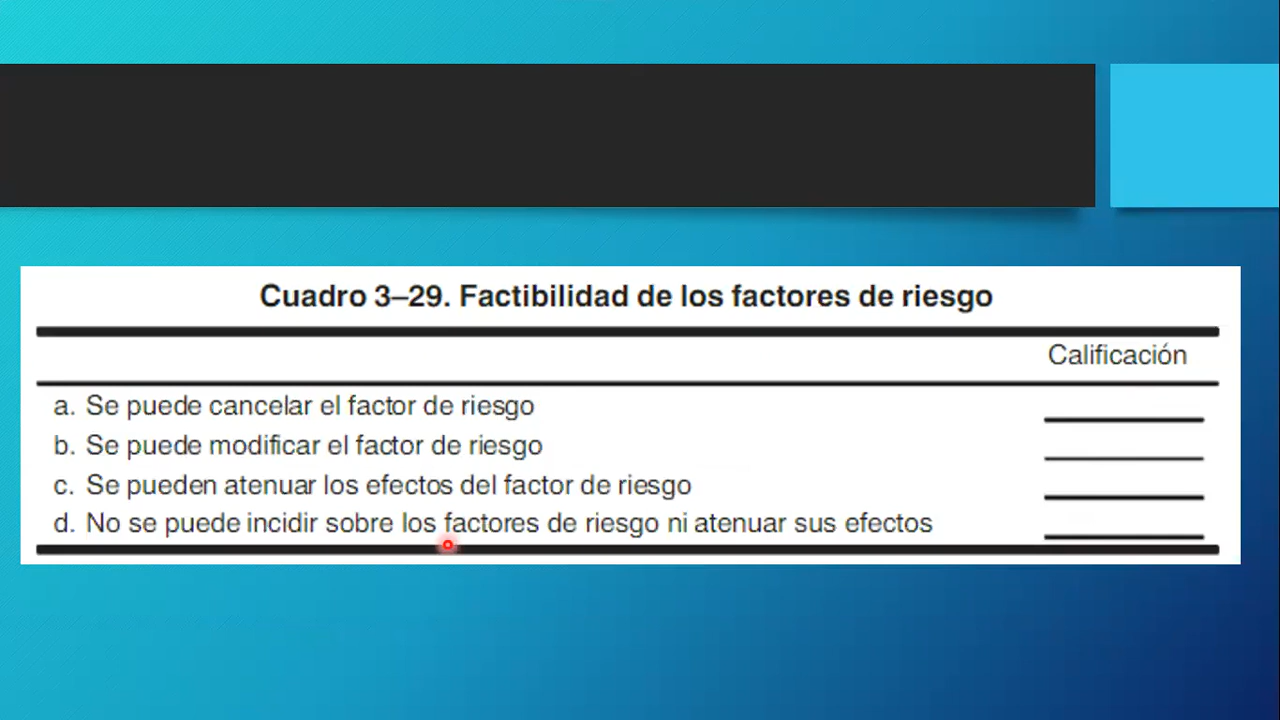 Cuadro 3–29. Factibilidad de los factores de riesgo
Calificación
a. Se puede cancelar el factor de riesgo
b. Se puede modificar el factor de riesgo
c. Se pueden atenuar los efectos del factor de riesgo
d. No se puede incidir sobre los factores de riesgo ni atenuar sus efectos